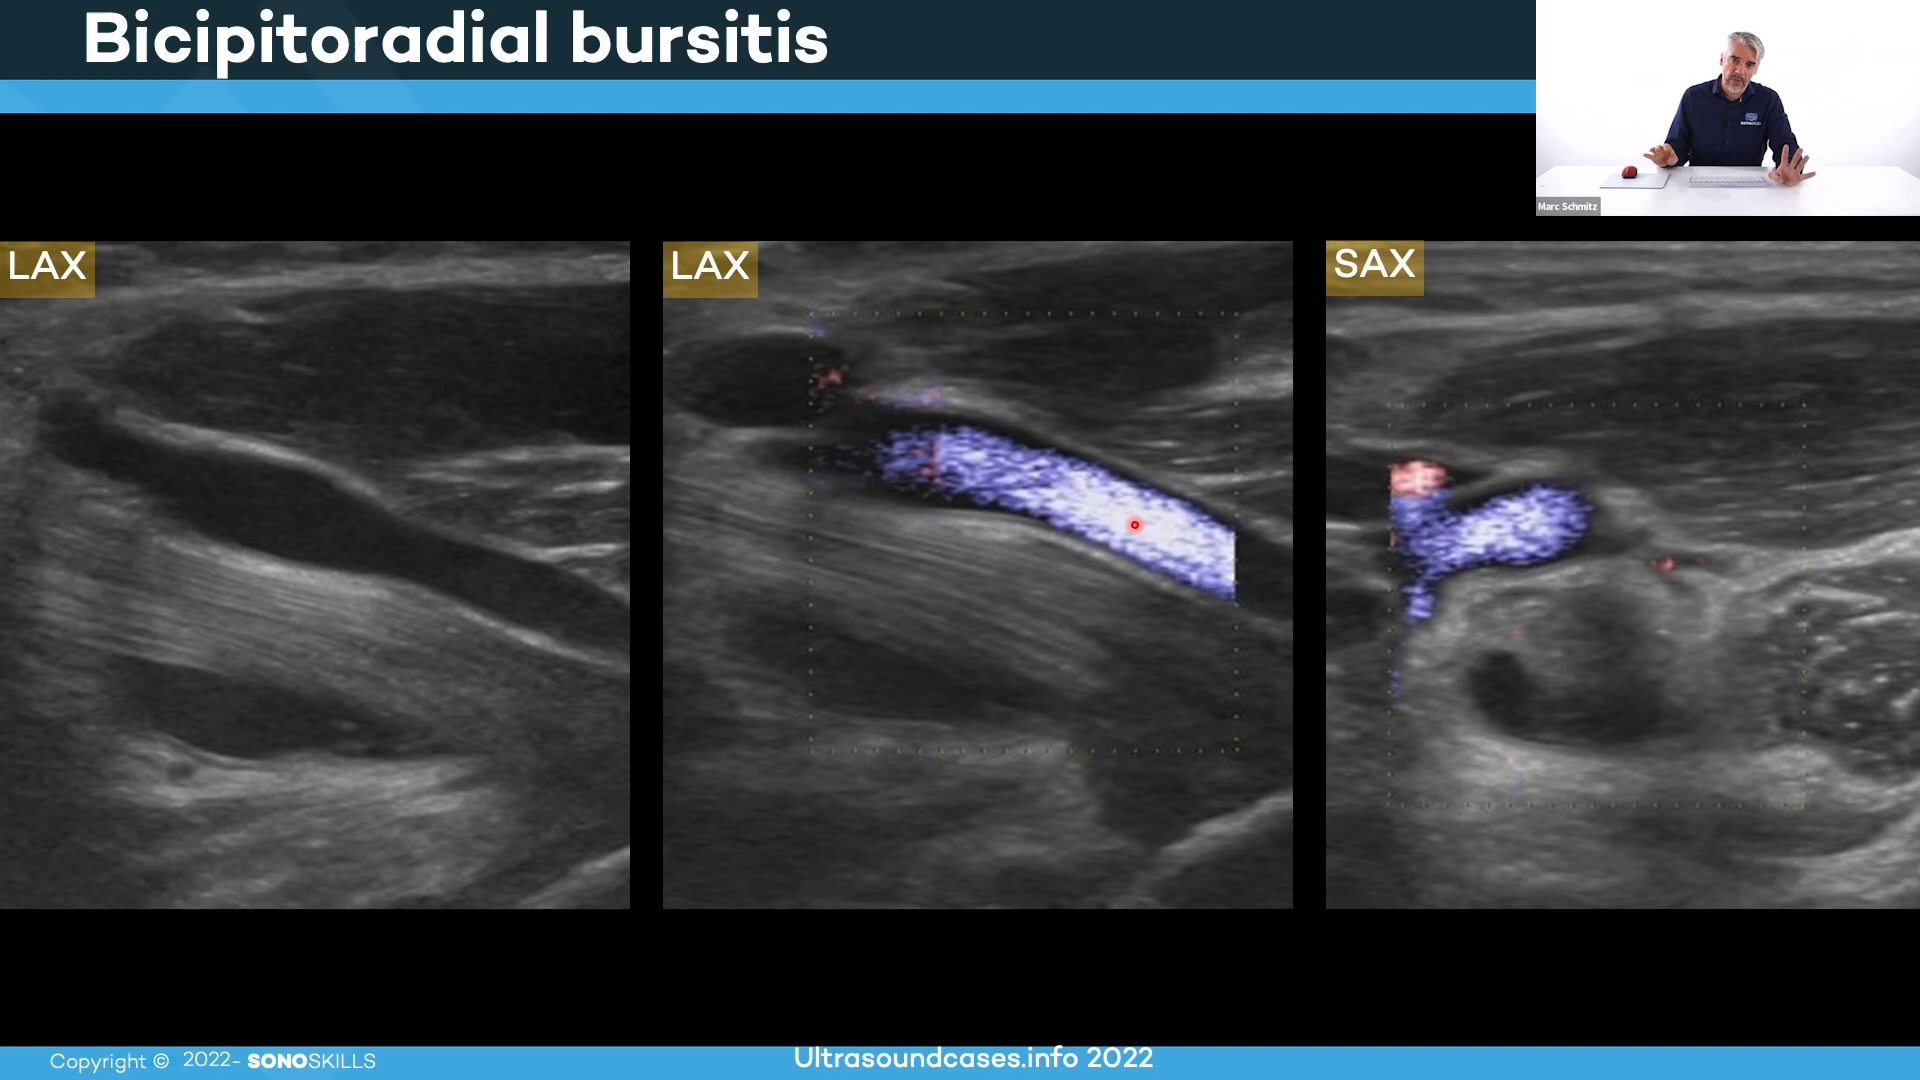 Bicipitoradial bursitis
Marc Schmitz
LAX
LAX
SAX
Copyright © 2022- SONOSKILLS
Ultrasoundcases.info 2022